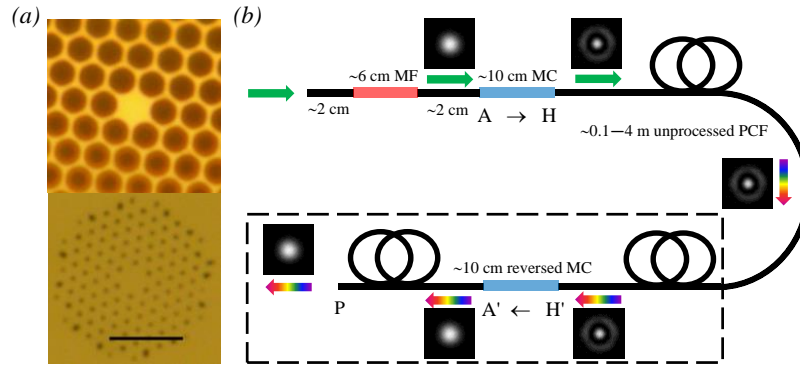 (a)
(b)
~6 cm MF
~10 cm MC
~2 cm
~2 cm
A → H
~0.1—4 m unprocessed PCF
~10 cm reversed MC
P
A' ← H'